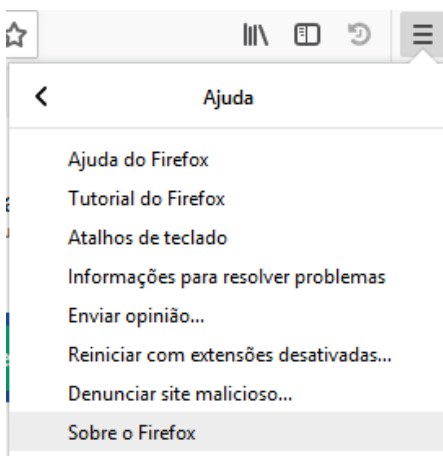 Ajuda
Ajuda do Firefox
Tutorial do Firefox
Atalhos de teclado
Informações para resolver problemas
Enviar opinião...
Reiniciar com extensões desativadas...
Denunciar site malicioso...
Sobre o Firefox